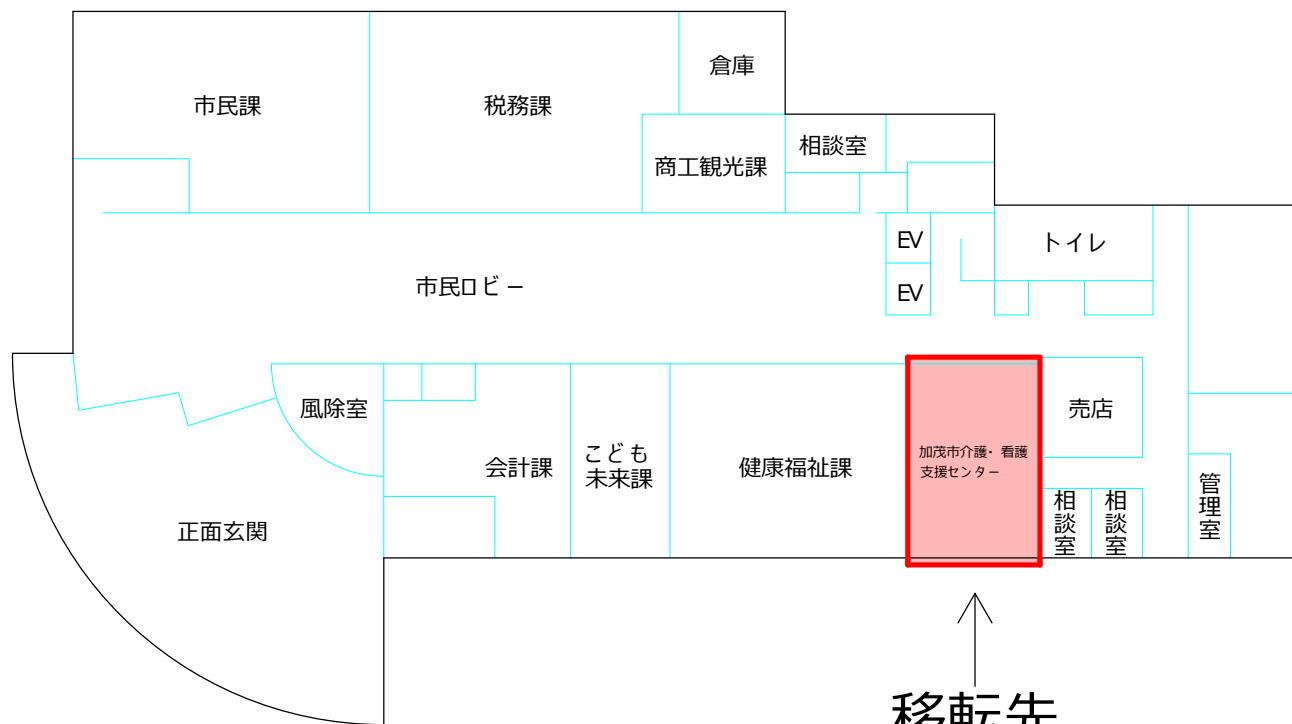 倉庫
市民課
税務課
相談室
商工観光課
EV
トイレ
EV
市民ロビー
風除室
売店
会計課
こども
未来課
健康福祉課
加茂市介護・看護
支援センター
相談室
相談室
管理室
正面玄関
移転先